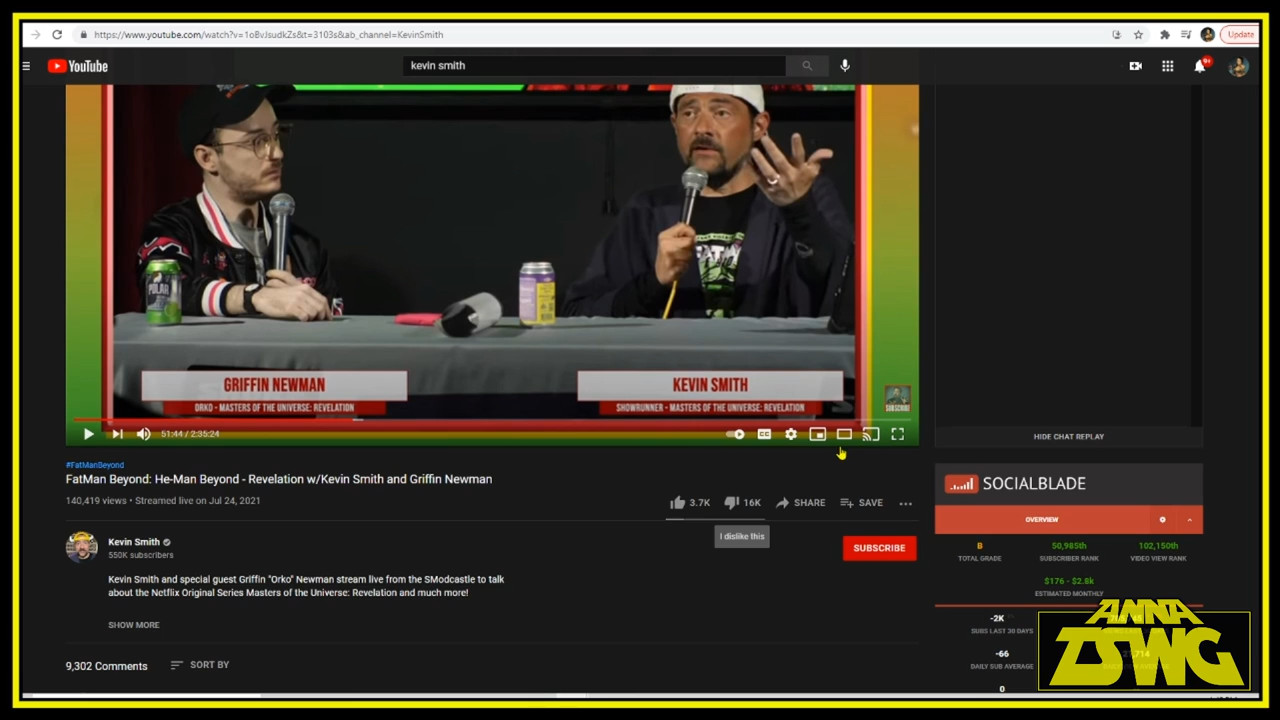 https://www.youtube.com/watch?v=1oBvJsudkZs&t=3103s&ab_channel=KevinSmith
Update
YouTube
kevin smith
9+
POLAR
FATMAN
GRIFFIN NEWMAN
KEVIN SMITH
ORKO - MASTERS OF THE UNIVERSE: REVELATION
SHOWRUNNER - MASTERS OF THE UNIVERSE: REVELATION
SUBSCRIBE
51:44 / 2:35:24
CC
HIDE CHAT REPLAY
#FatManBeyond
FatMan Beyond: He-Man Beyond - Revelation w/Kevin Smith and Griffin Newman
140,419 views • Streamed live on Jul 24, 2021
3.7K
16K
SHARE
SAVE
I dislike this
Kevin Smith
550K subscribers
SUBSCRIBE
Kevin Smith and special guest Griffin "Orko" Newman stream live from the SModcastle to talk
about the Netflix Original Series Masters of the Universe: Revelation and much more!
SHOW MORE
9,302 Comments
SORT BY
SOCIALBLADE
OVERVIEW
B
50,985th
102,150th
TOTAL GRADE
SUBSCRIBER RANK
VIDEO VIEW RANK
$176 - $2.8k
ESTIMATED MONTHLY
-2K
SUBS LAST 30 DAYS
-66
DAILY SUB AVERAGE
0
ANNA
TSWG